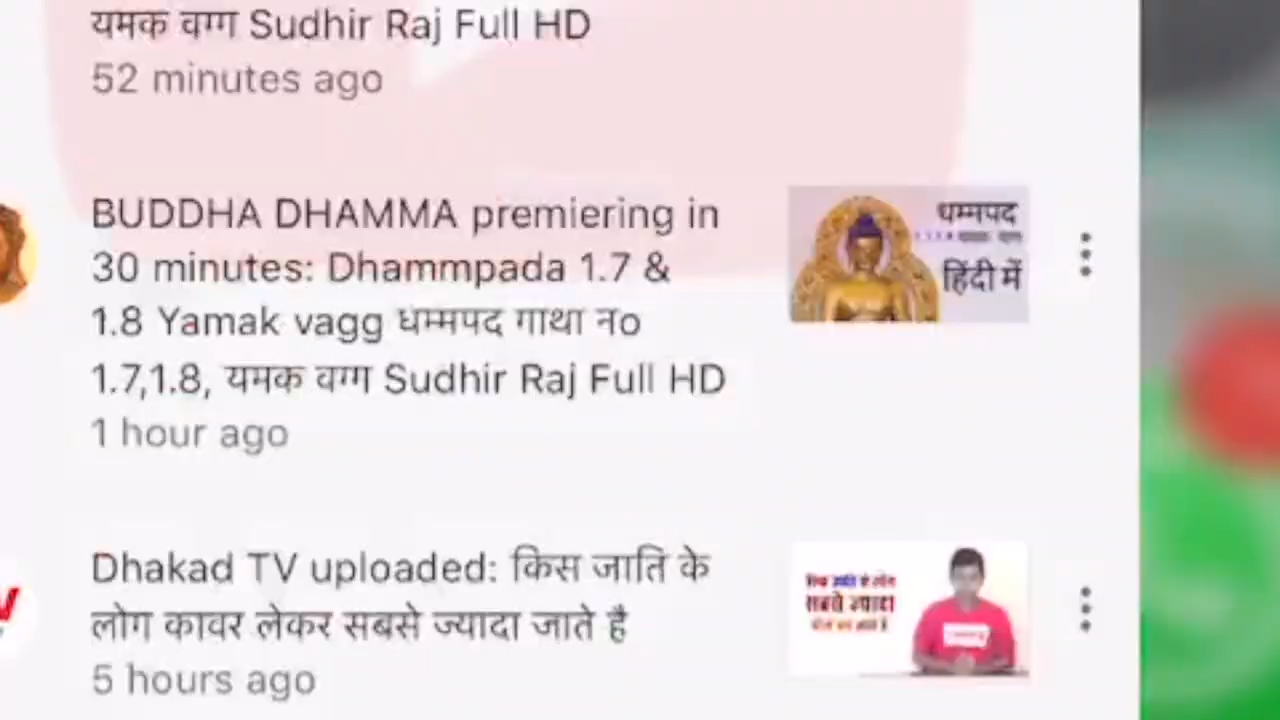 यमक वग्ग Sudhir Raj Full HD
52 minutes ago
BUDDHA DHAMMA premiering in
30 minutes: Dhammpada 1.7 &
1.8 Yamak vagg धम्मपद गाथा नo
1.7,1.8, यमक वग्ग Sudhir Raj Full HD
1 hour ago
धम्मपद
हिंदी में
Dhakad TV uploaded: किस जाति के
लोग कावर लेकर सबसे ज्यादा जाते है
5 hours ago
किस जाति के लोग
सबसे ज्यादा